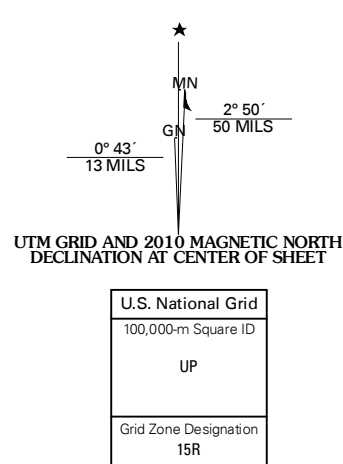 ★
MN
2° 50´
50 MILS
GN
0° 43´
13 MILS
UTM GRID AND 2010 MAGNETIC NORTH
DECLINATION AT CENTER OF SHEET
U.S. National Grid
100,000-m Square ID
UP
Grid Zone Designation
15R